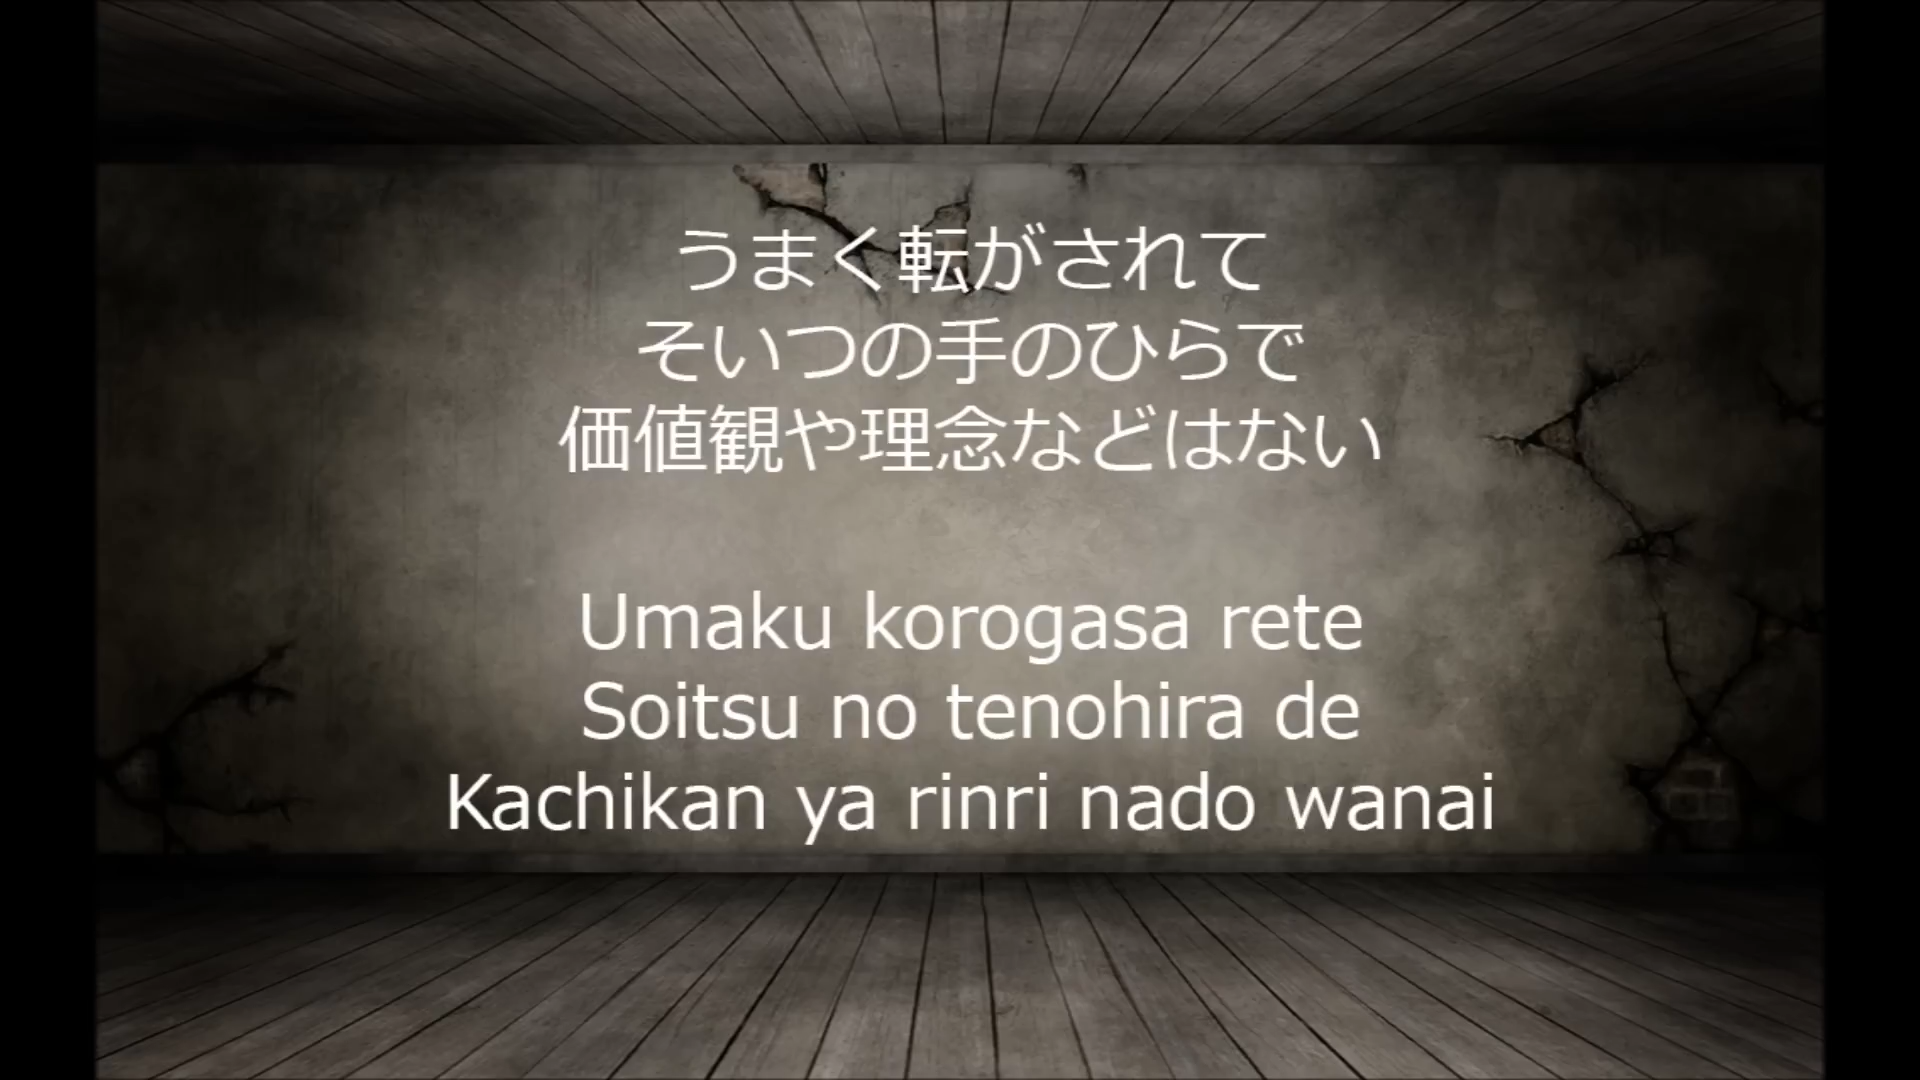 うまく転がされて
そいつの手のひらで
価値観や理念などはない
Umaku korogasa rete
Soitsu no tenohira de
Kachikan ya rinri nado wanai